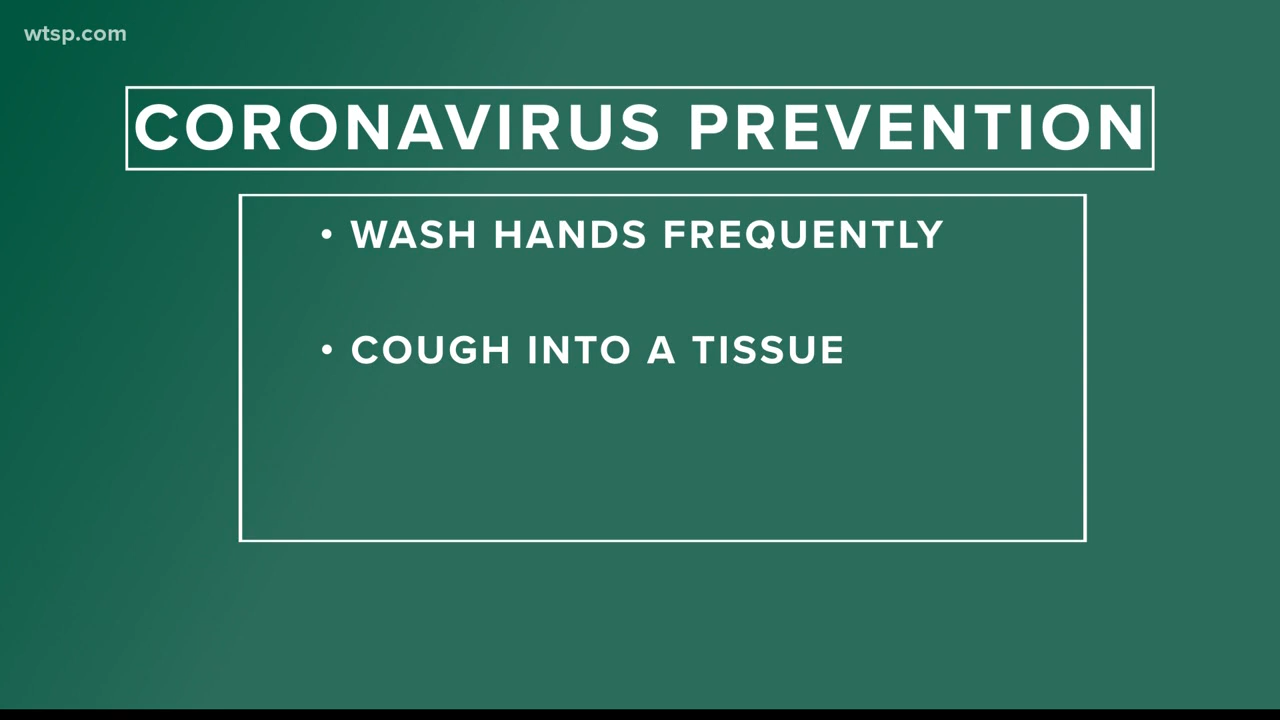 wtsp.com
CORONAVIRUS PREVENTION
• WASH HANDS FREQUENTLY
• COUGH INTO A TISSUE